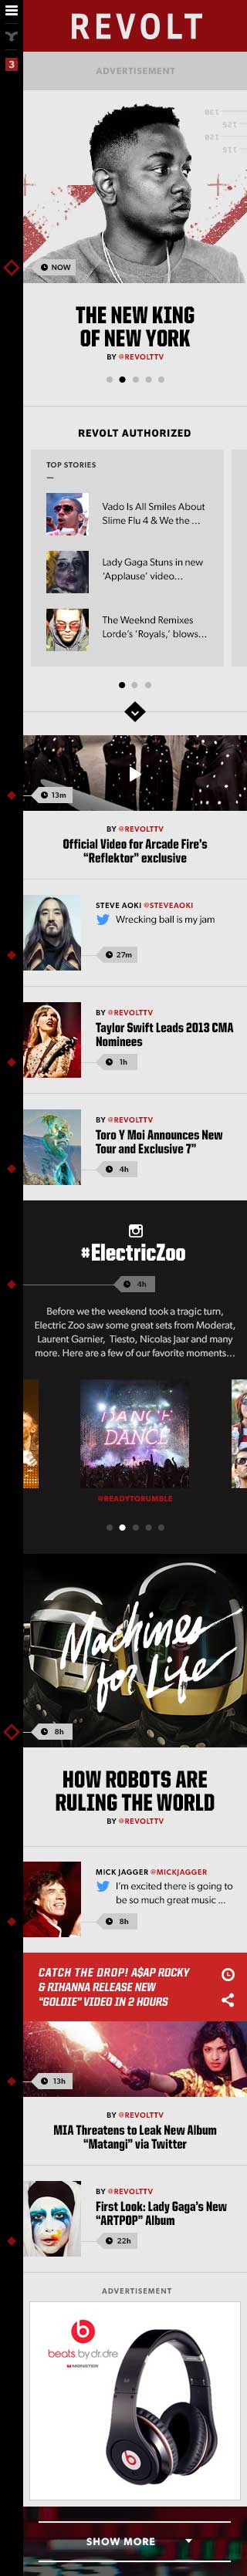 REVOLT
3
ADVERTISEMENT
NOW
THE NEW KING
OF NEW YORK
BY @REVOLTTV
REVOLT AUTHORIZED
TOP STORIES
Vado Is All Smiles About
Slime Flu 4 & We the ...
Lady Gaga Stuns in new
'Applause' video...
The Weeknd Remixes
Lorde's 'Royals,' blows...
13m
BY @REVOLTTV
Official Video for Arcade Fire's
"Reflektor" exclusive
STEVE AOKI @STEVEAOKI
Wrecking ball is my jam
27m
BY @REVOLTTV
Taylor Swift Leads 2013 CMA
Nominees
1h
BY @REVOLTTV
Toro Y Moi Announces New
Tour and Exclusive 7"
4h
#ElectricZoo
4h
Before we the weekend took a tragic turn,
Electric Zoo saw some great sets from Moderat,
Laurent Garnier, Tiesto, Nicolas Jaar and many
more. Here are a few of our favorite moments...
DANCE
DANCE
@READYTORUMBLE
Machines
for Life
8h
HOW ROBOTS ARE
RULING THE WORLD
BY @REVOLTTV
MICK JAGGER @MICKJAGGER
I'm excited there is going to
be so much great music ...
8h
CATCH THE DROP! A$AP ROCKY
& RIHANNA RELEASE NEW
"GOLDIE" VIDEO IN 2 HOURS
13h
BY @REVOLTTV
MIA Threatens to Leak New Album
"Matangi" via Twitter
BY @REVOLTTV
First Look: Lady Gaga's New
"ARTPOP" Album
22h
ADVERTISEMENT
beats by dr.dre
MONSTER
SHOW MORE